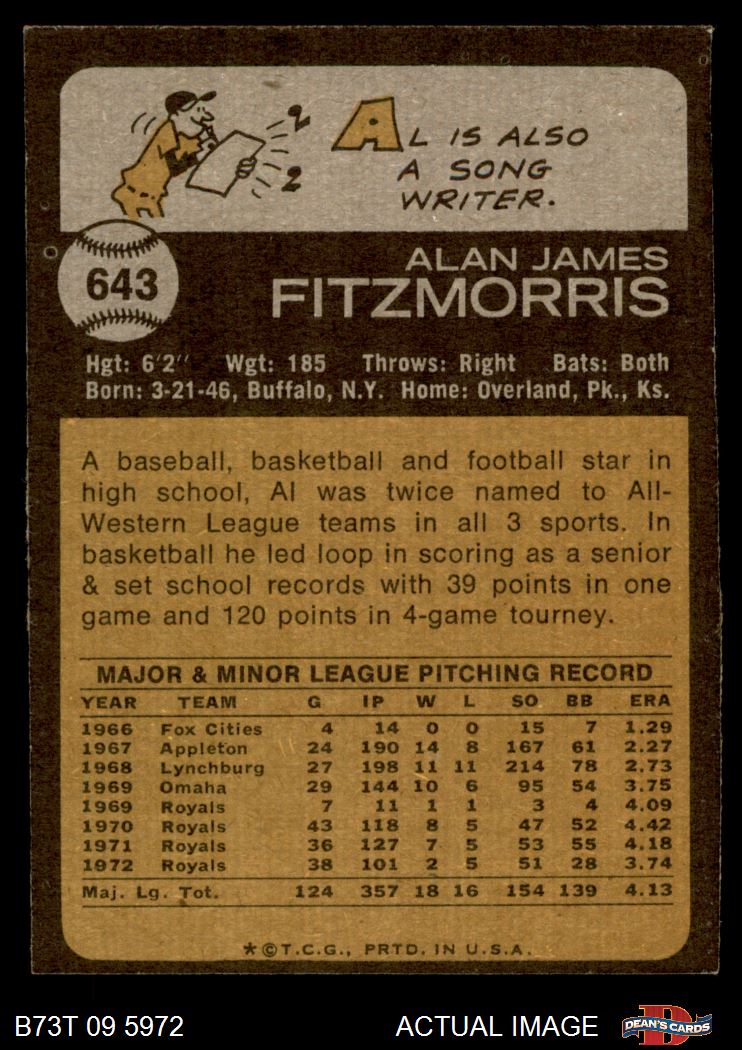 AL IS ALSO
A SONG
WRITER.
643
ALAN JAMES
FITZMORRIS
Hgt: 6'2" Wgt: 185 Throws: Right Bats: Both
Born: 3-21-46, Buffalo, N.Y. Home: Overland, Pk., Ks.
A baseball, basketball and football star in
high school, Al was twice named to All-
Western League teams in all 3 sports. In
basketball he led loop in scoring as a senior
& set school records with 39 points in one
game and 120 points in 4-game tourney.
MAJOR & MINOR LEAGUE PITCHING RECORD
YEAR TEAM G IP W L SO BB ERA
1966 Fox Cities 4 14 0 0 15 7 1.29
1967 Appleton 24 190 14 8 167 61 2.27
1968 Lynchburg 27 198 11 11 214 78 2.73
1969 Omaha 29 144 10 6 95 54 3.75
1969 Royals 7 11 1 1 3 4 4.09
1970 Royals 43 118 8 5 47 52 4.42
1971 Royals 36 127 7 5 53 55 4.18
1972 Royals 38 101 2 5 51 28 3.74
Maj. Lg. Tot. 124 357 18 16 154 139 4.13
*©T.C.G., PRTD. IN U.S.A.
B73T 09 5972 ACTUAL IMAGE D DEAN'S CARDS